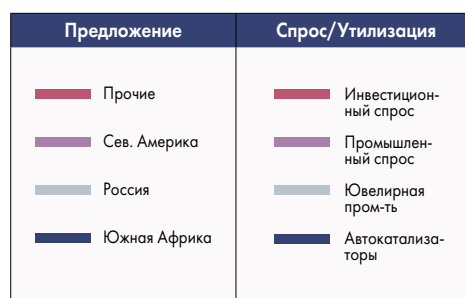 Предложение
Прочие
Сев. Америка
Россия
Южная Африка
Спрос/Утилизация
Инвестицион-
ный спрос
Промышлен-
ный спрос
Ювелирная
пром-ть
Автокатализа-
торы